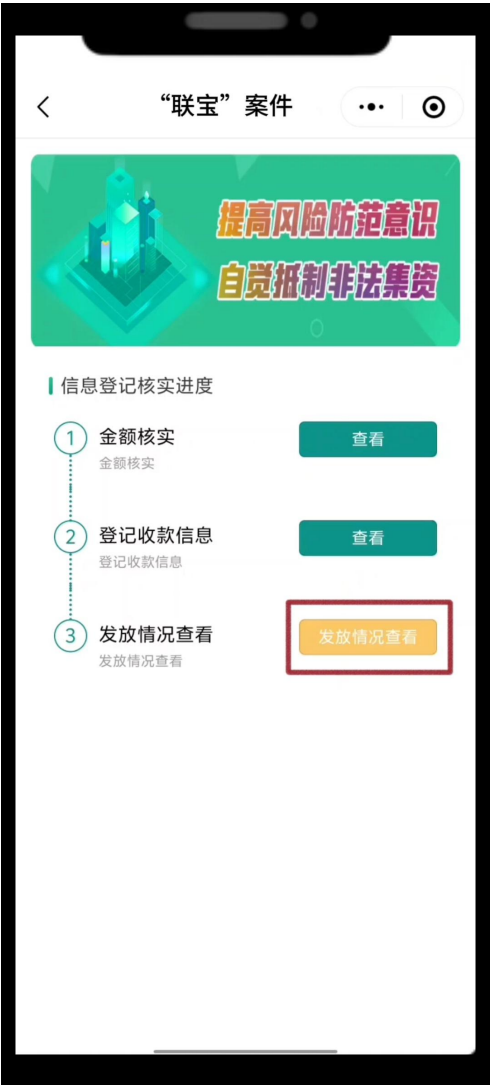 “联宝”案件
提高风险防范意识
自觉抵制非法集资
信息登记核实进度
1 金额核实 查看
金额核实
2 登记收款信息 查看
登记收款信息
3 发放情况查看 发放情况查看
发放情况查看